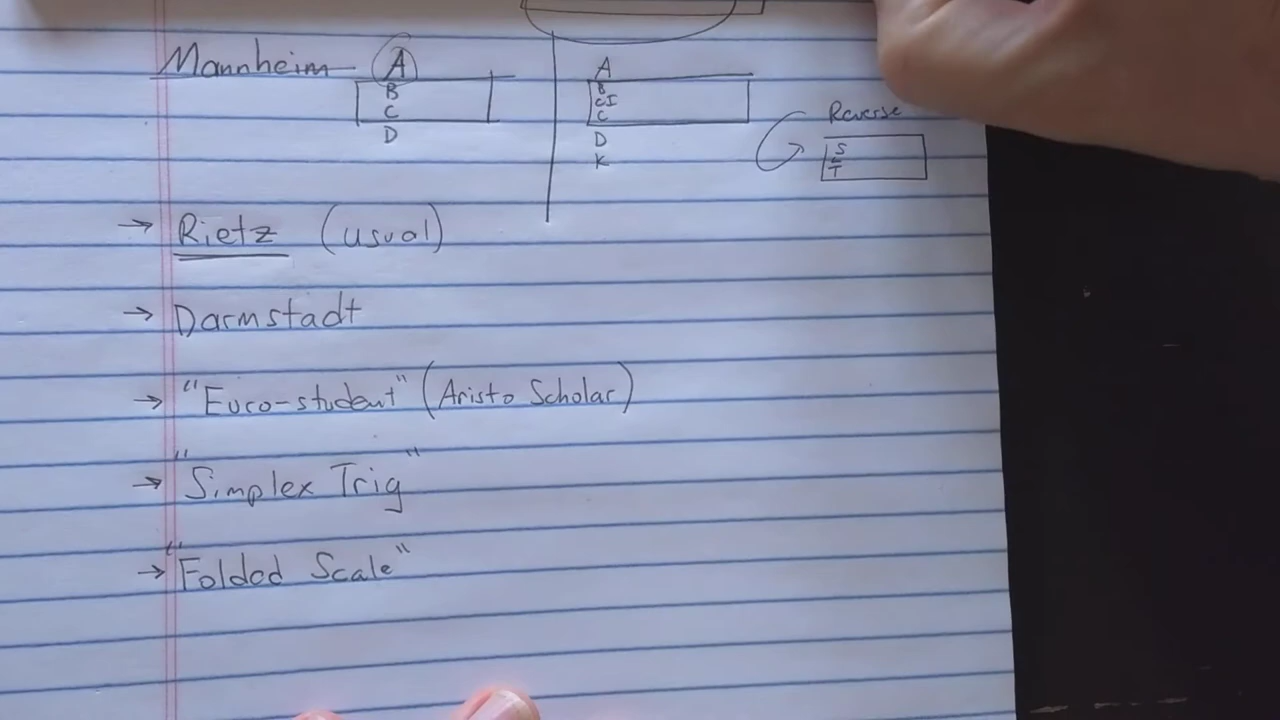 Mannheim A A
B B
CI
C C
D D
K
Reverse
S
L
T
→ Rietz (usual)
→ Darmstadt
→ "Euro-student" (Aristo Scholar)
→ "Simplex Trig"
→ "Folded Scale"